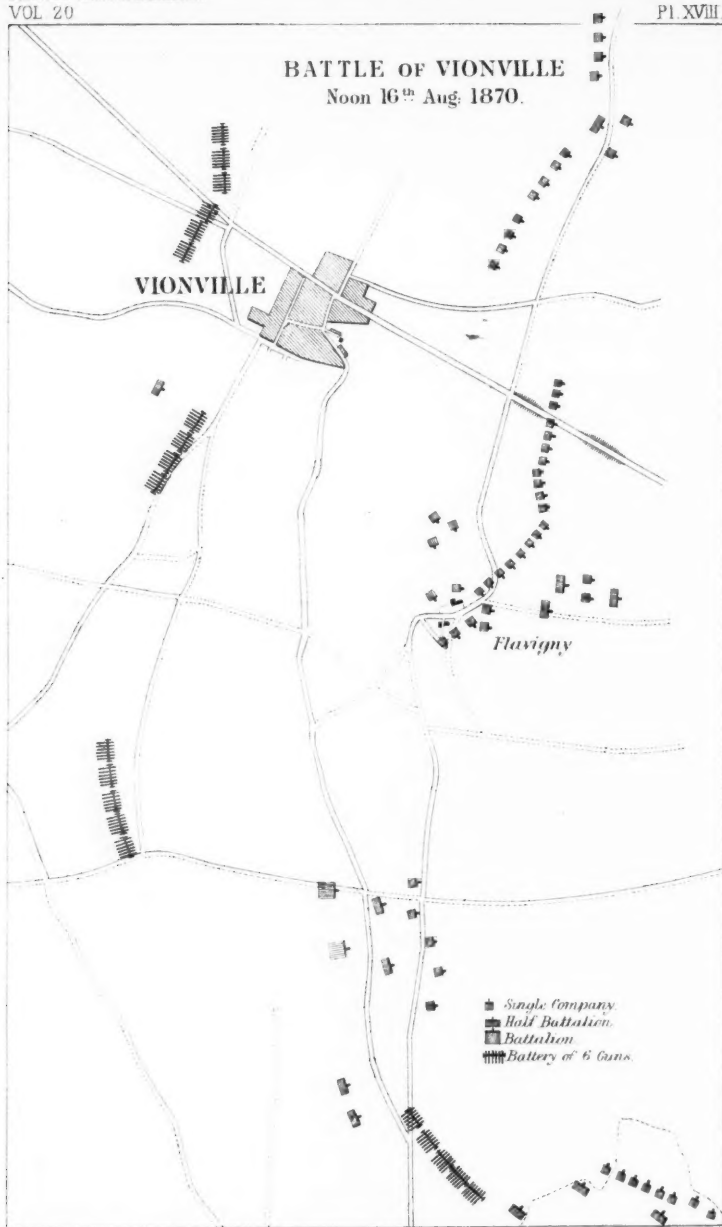 VOL 20
Pl. XVIII.
BATTLE OF VIONVILLE
Noon 16th Aug: 1870.
VIONVILLE
Flavigny
Single Company.
Half Battalion.
Battalion.
Battery of 6 Guns.